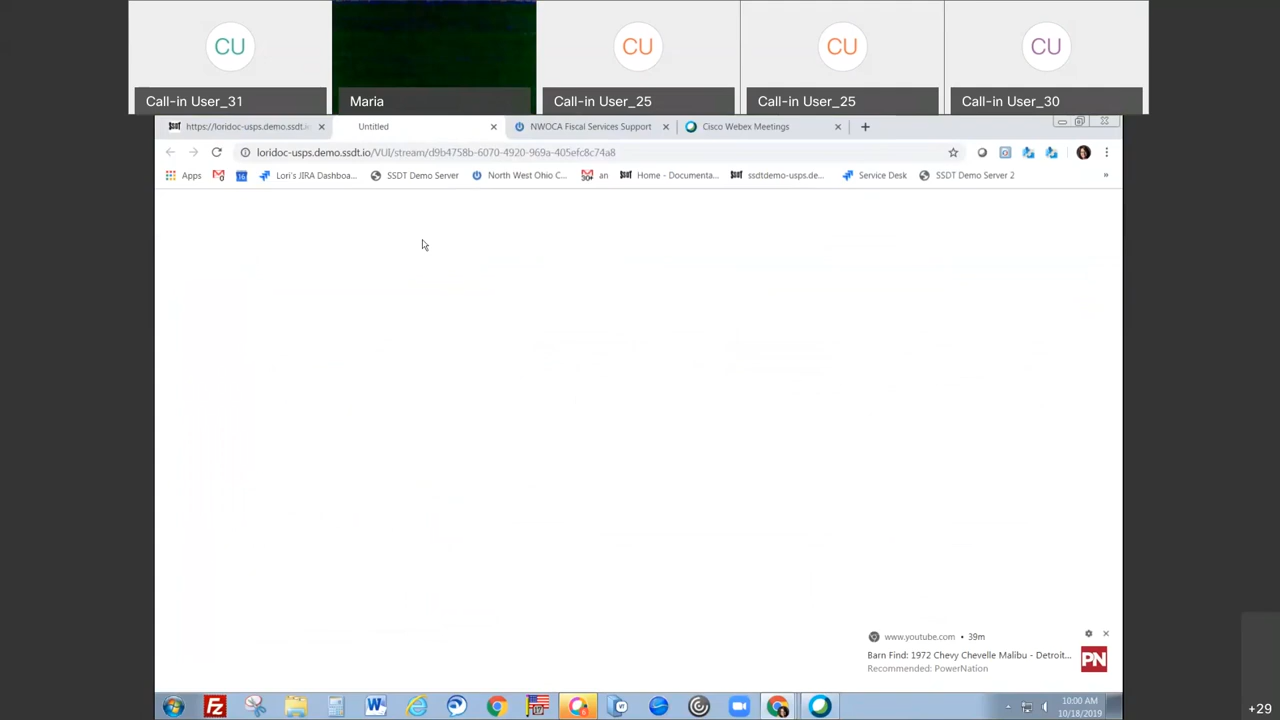 CU
CU
CU
CU
Call-in User_31
Maria
Call-in User_25
Call-in User_25
Call-in User_30
https://loridoc-usps.demo.ssdt.i
Untitled
NWOCA Fiscal Services Support
Cisco Webex Meetings
loridoc-usps.demo.ssdt.io/VUI/stream/d9b4758b-6070-4920-969a-405efc8c74a8
Apps
Lori's JIRA Dashboa...
SSDT Demo Server
North West Ohio C...
an
Home - Documenta...
ssdtdemo-usps.de...
Service Desk
SSDT Demo Server 2
»
www.youtube.com • 39m
Barn Find: 1972 Chevy Chevelle Malibu - Detroit...
Recommended: PowerNation
PN
10:00 AM
10/18/2019
+29